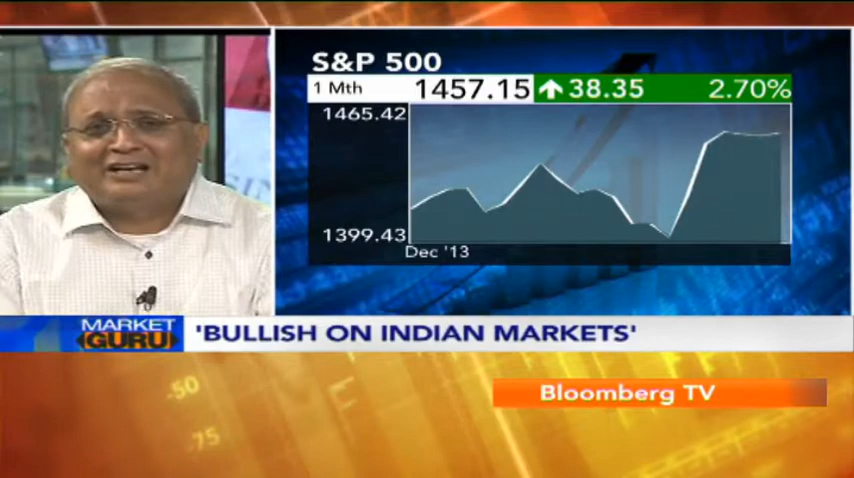 S&P 500
1 Mth 1457.15 38.35 2.70%
1465.42
1399.43
Dec '13
MARKET
GURU
'BULLISH ON INDIAN MARKETS'
-50
-75
Bloomberg TV